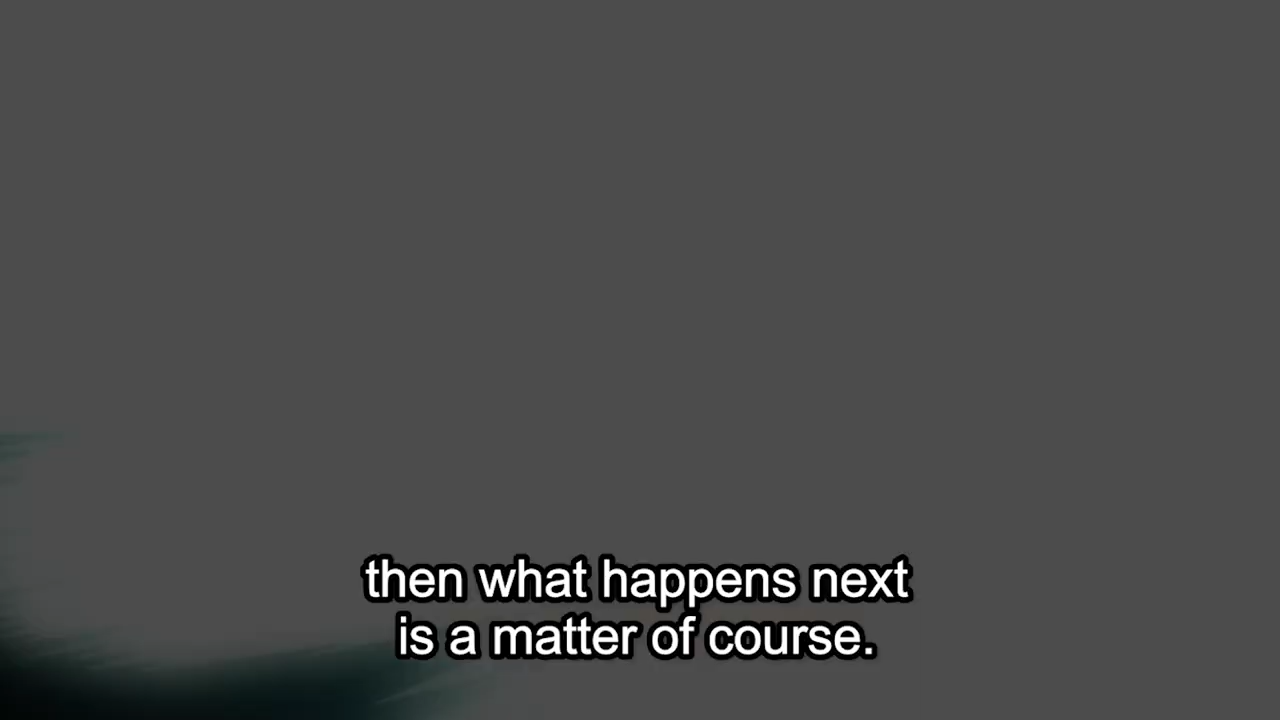 then what happens next
is a matter of course.